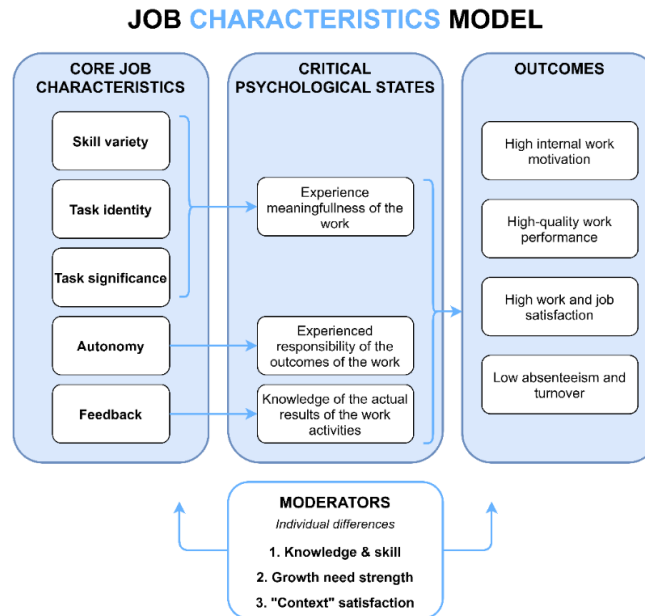 JOB CHARACTERISTICS MODEL
CORE JOB
CHARACTERISTICS
Skill variety
Task identity
Task significance
Autonomy
Feedback
CRITICAL
PSYCHOLOGICAL STATES
Experience
meaningfullness of the
work
Experienced
responsibility of the
outcomes of the work
Knowledge of the actual
results of the work
activities
OUTCOMES
High internal work
motivation
High-quality work
performance
High work and job
satisfaction
Low absenteeism and
turnover
MODERATORS
Individual differences
1. Knowledge & skill
2. Growth need strength
3. "Context" satisfaction